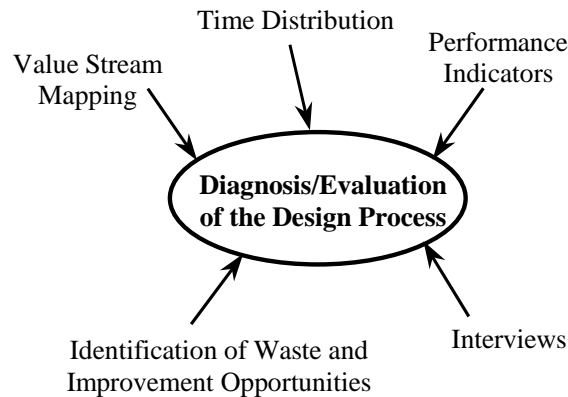 Time Distribution
Performance
Indicators
Value Stream
Mapping
Diagnosis/Evaluation
of the Design Process
Interviews
Identification of Waste and
Improvement Opportunities